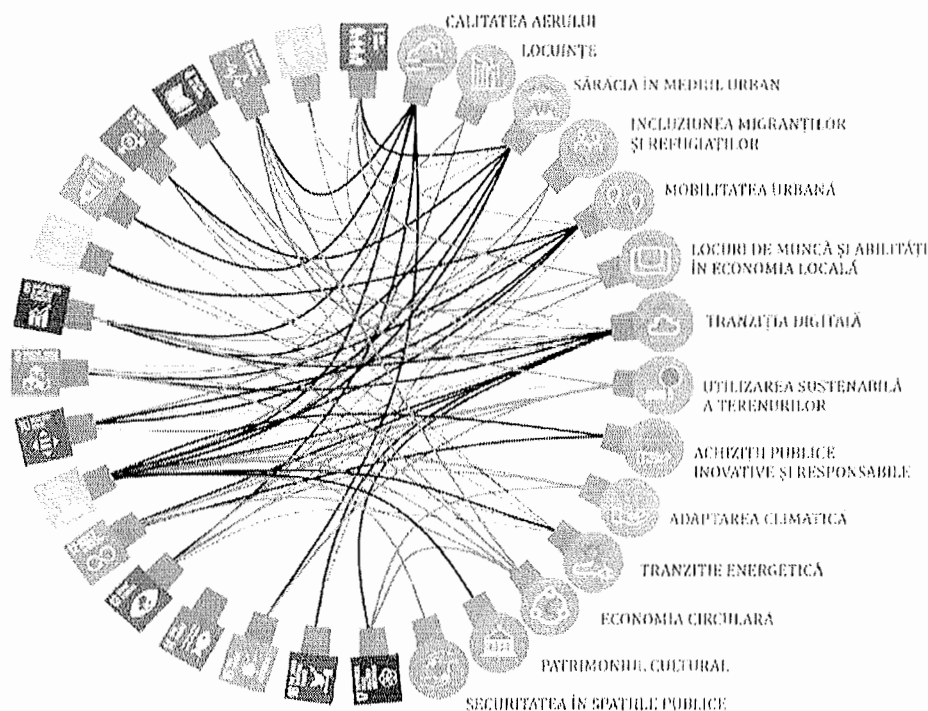 CALITATEA AERULUI
LOCUINȚE
SĂRĂCIA ÎN MEDIUL URBAN
INCLUZIUNEA MIGRANȚILOR
ȘI REFUGIAȚILOR
MOBILITATEA URBANĂ
LOCURI DE MUNCĂ ȘI ABILITĂȚI
ÎN ECONOMIA LOCALĂ
TRANZIȚIA DIGITALĂ
UTILIZAREA SUSTENABILĂ
A TERENURILOR
ACHIZIȚII PUBLICE
INOVATIVE ȘI RESPONSABILE
ADAPTAREA CLIMATICĂ
TRANZIȚIE ENERGETICĂ
ECONOMIA CIRCULARĂ
PATRIMONIUL CULTURAL
SECURITATEA ÎN SPAȚIILE PUBLICE